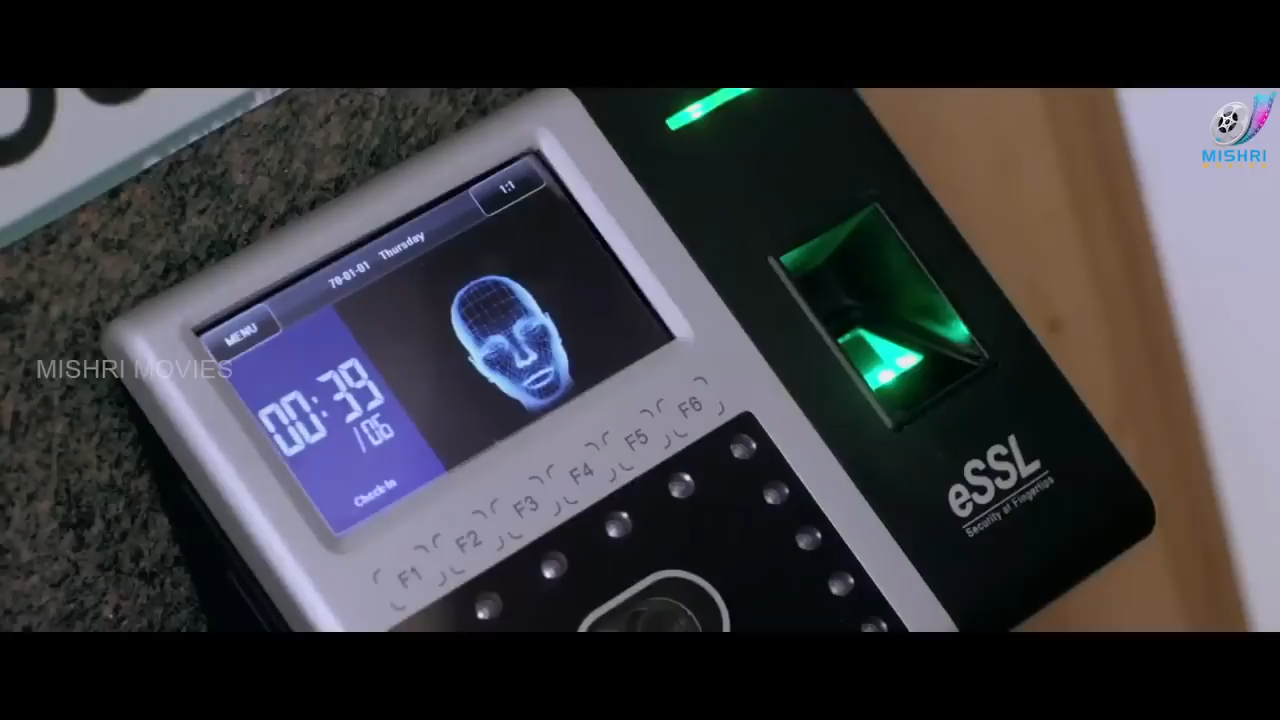 MISHRI
1:1
70-01-01 Thursday
MENU
MISHRI MOVIES
00:39
/06
Check-In
F1 F2 F3 F4 F5 F6
eSSL
Security at Fingertips